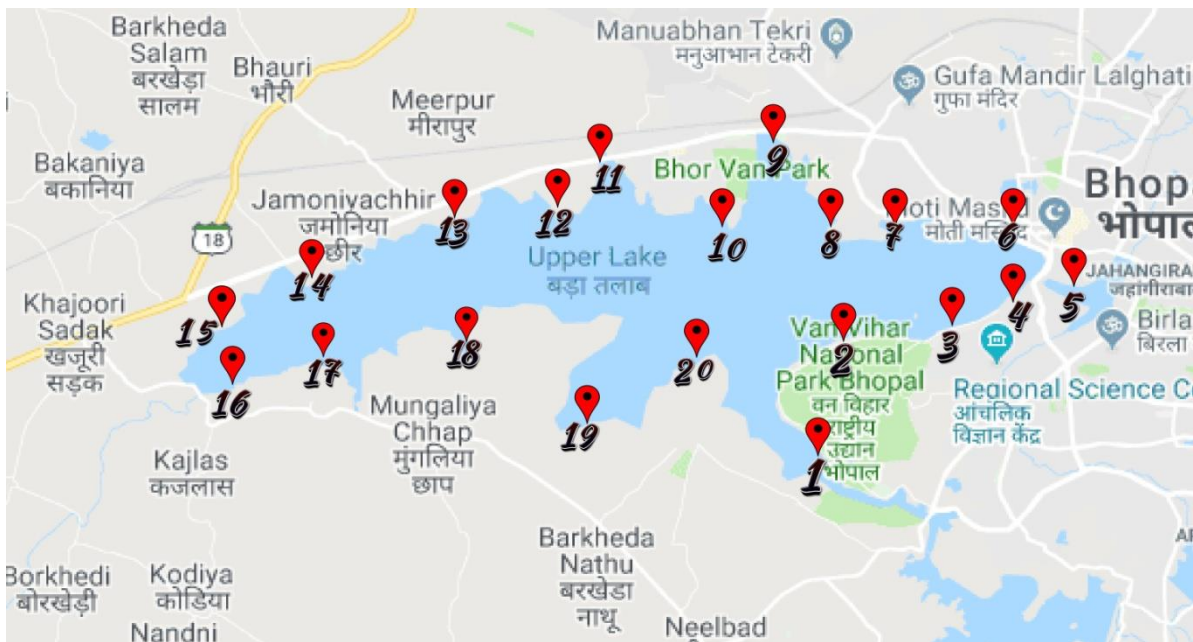 Barkheda
Salam
बरखेड़ा
सालम
Bhauri
भौरी
Manuabhan Tekri
मनुआभान टेकरी
Gufa Mandir Lalghati
गुफा मंदिर
Meerpur
मीरापुर
Bakaniya
बकानिया
9
11
Bhor Van Park
Jamoniyachhir
जमोनिया
छीर
13
12
10
8
7
Moti Masjid
मोती मस्जिद
6
Bhop
भोपाल
18
14
Upper Lake
बड़ा तलाब
4
5
JAHANGIRA
जहांगीराबा
Khajoori
Sadak
खजूरी
सड़क
15
16
17
18
20
2
3
Van Vihar
National
Park Bhopal
वन विहार
राष्ट्रीय
उद्यान
भोपाल
Birla
बिरला
Regional Science Ce
आंचलिक
विज्ञान केंद्र
Mungaliya
Chhap
मुंगलिया
छाप
19
1
Kajlas
कजलास
Barkheda
Nathu
बरखेडा
नाथू
Borkhedi
बोरखेड़ी
Kodiya
कोडिया
Nandni
Neelbad